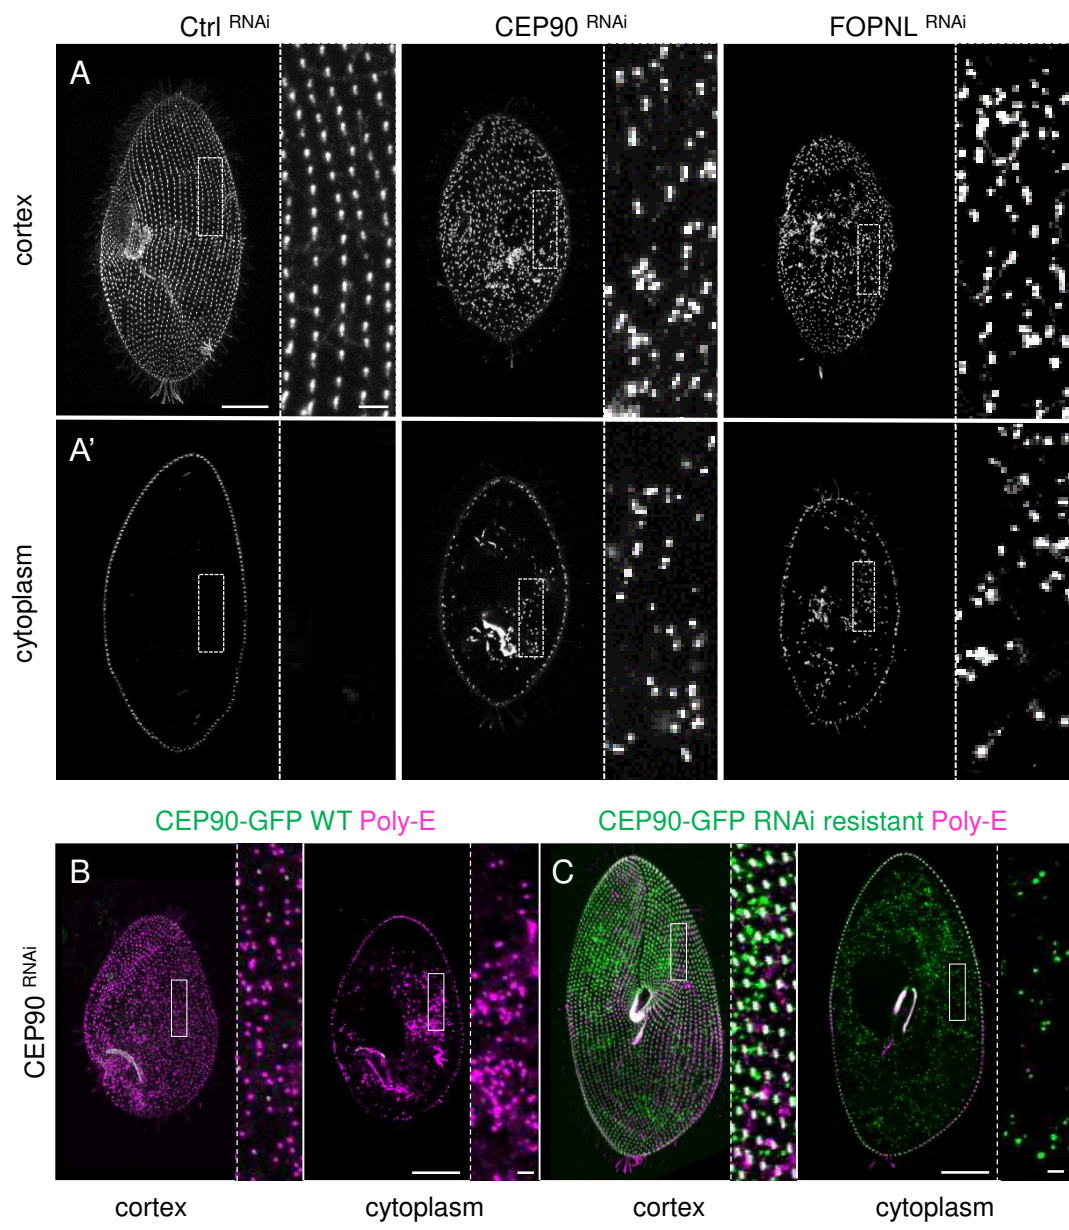 Ctrl RNAi CEP90 RNAi FOPNL RNAi
A
cortex
A'
cytoplasm
CEP90-GFP WT Poly-E CEP90-GFP RNAi resistant Poly-E
B C
CEP90 RNAi
cortex cytoplasm cortex cytoplasm